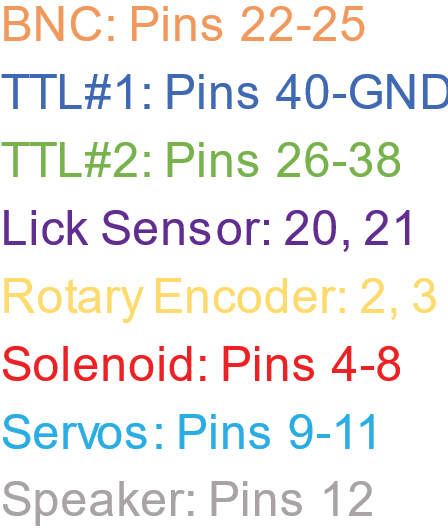 BNC: Pins 22-25
TTL#1: Pins 40-GND
TTL#2: Pins 26-38
Lick Sensor: 20, 21
Rotary Encoder: 2, 3
Solenoid: Pins 4-8
Servos: Pins 9-11
Speaker: Pins 12